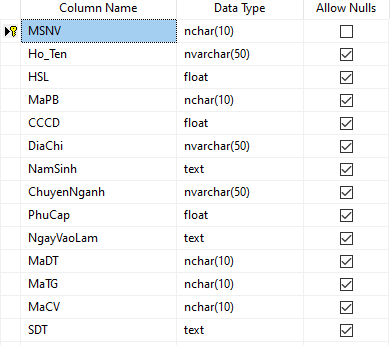 Column Name Data Type Allow Nulls
MSNV nchar(10)
Ho_Ten nvarchar(50)
HSL float
MaPB nchar(10)
CCCD float
DiaChi nvarchar(50)
NamSinh text
ChuyenNganh nvarchar(50)
PhuCap float
NgayVaoLam text
MaDT nchar(10)
MaTG nchar(10)
MaCV nchar(10)
SDT text